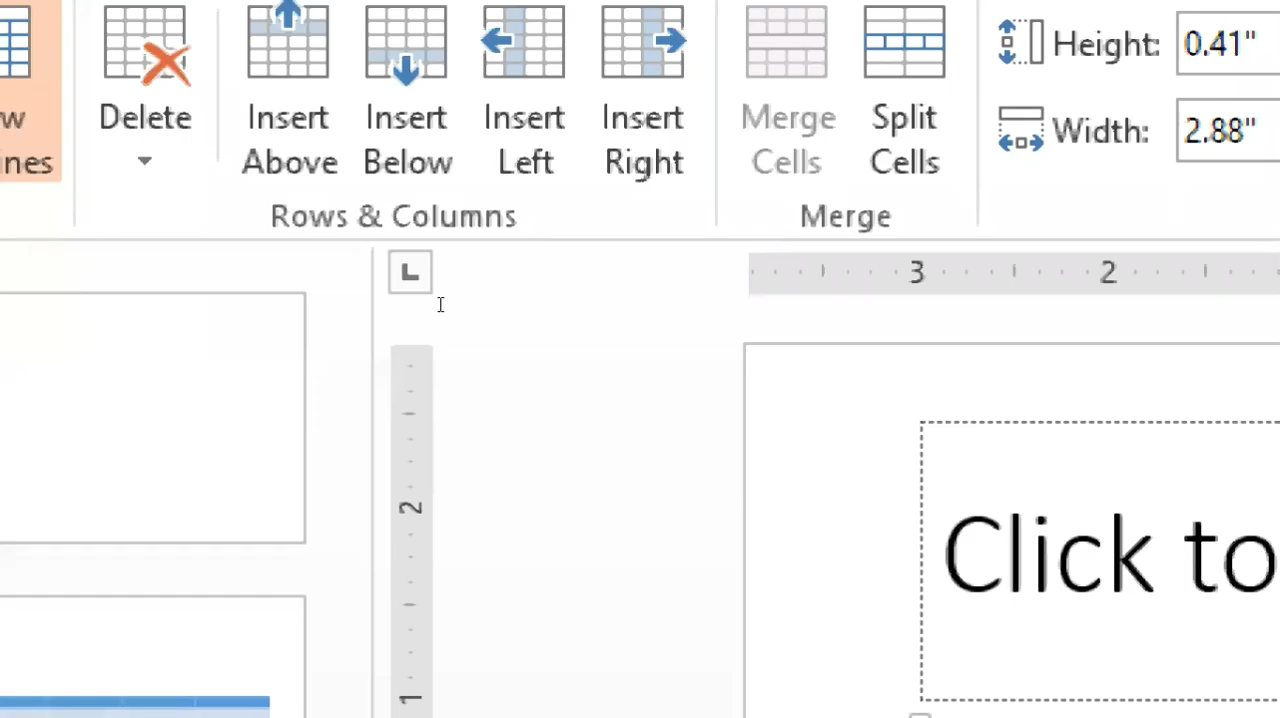 w
ines
Delete
Insert
Above
Insert
Below
Insert
Left
Insert
Right
Rows & Columns
Merge
Cells
Split
Cells
Merge
Height: 0.41"
Width: 2.88"
3 2
2
1
Click to